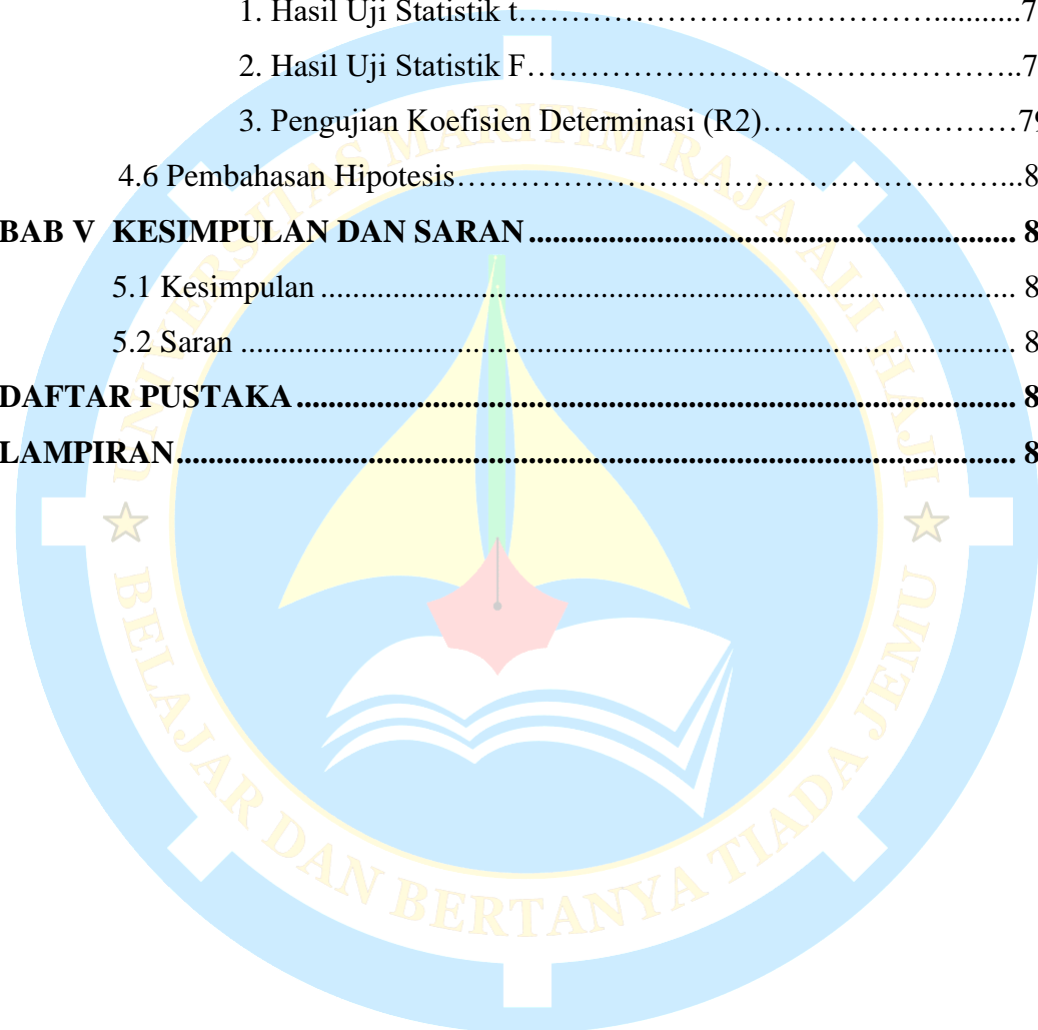 1. Hasil Uji Statistik t……………………………………...........7
2. Hasil Uji Statistik F…………………………………………..7
3. Pengujian Koefisien Determinasi (R2)……………………79
4.6 Pembahasan Hipotesis………………………………………………...8
BAB V KESIMPULAN DAN SARAN ................................................................ 8
5.1 Kesimpulan ........................................................................................... 8
5.2 Saran ..................................................................................................... 8
DAFTAR PUSTAKA ............................................................................................. 8
LAMPIRAN............................................................................................................ 8
UNIVERSITAS MARITIM RAJA ALI HAJI
BELAJAR DAN BERTANYA TIADA JEMU